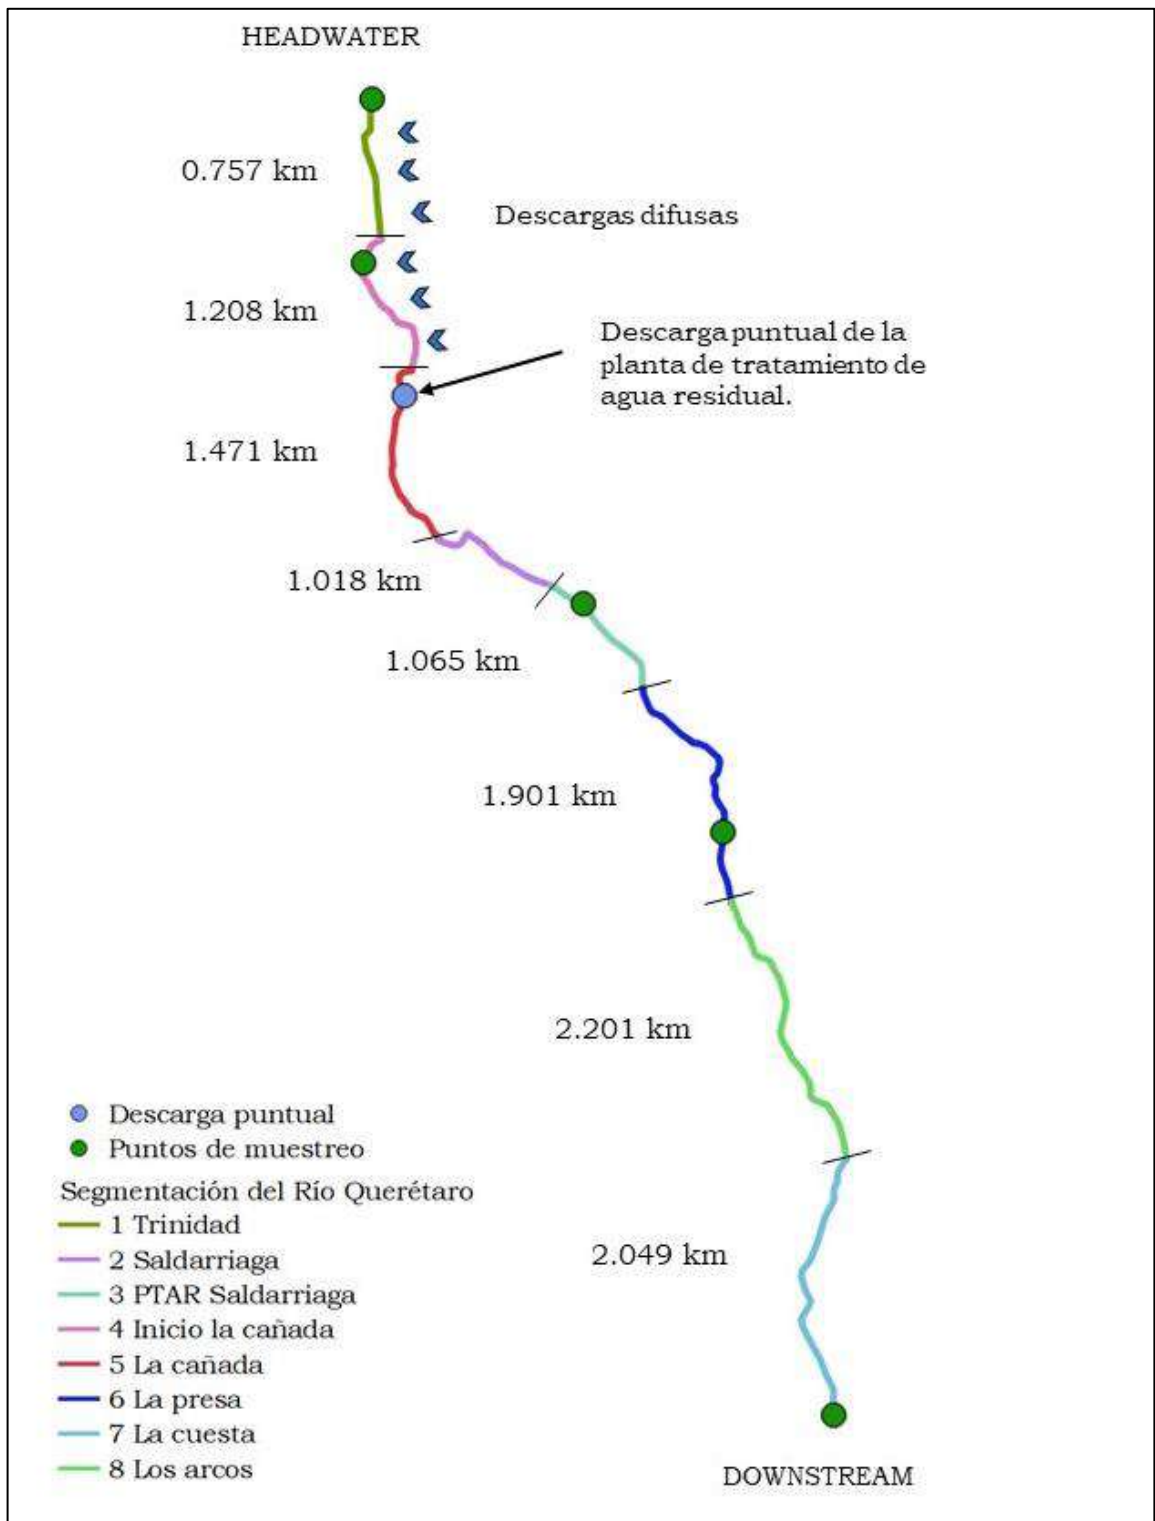 HEADWATER
0.757 km
Descargas difusas
1.208 km
Descarga puntual de la
planta de tratamiento de
agua residual.
1.471 km
1.018 km
1.065 km
1.901 km
2.201 km
Descarga puntual
Puntos de muestreo
Segmentación del Río Querétaro
1 Trinidad
2 Saldarriaga
2.049 km
3 PTAR Saldarriaga
4 Inicio la cañada
5 La cañada
6 La presa
7 La cuesta
8 Los arcos
DOWNSTREAM